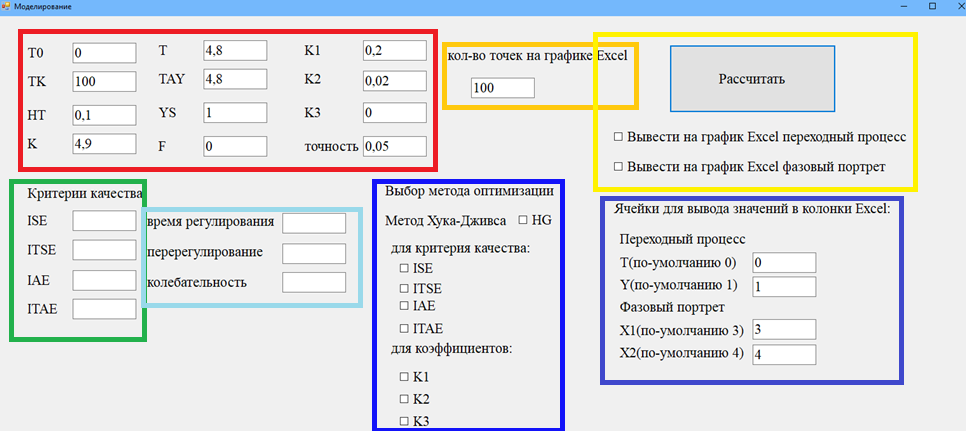 Моделирование
T0 0 T 4,8 K1 0,2
TK 100 TAY 4,8 K2 0,02
HT 0,1 YS 1 K3 0
K 4,9 F 0 точность 0,05
кол-во точек на графике Excel
100
Рассчитать
Вывести на график Excel переходный процесс
Вывести на график Excel фазовый портрет
Критерии качества
ISE
ITSE
IAE
ITAE
время регулирования
перерегулирование
колебательность
Выбор метода оптимизации
Метод Хука-Дживса HG
для критерия качества:
ISE
ITSE
IAE
ITAE
для коэффициентов:
K1
K2
K3
Ячейки для вывода значений в колонки Excel:
Переходный процесс
T(по-умолчанию 0) 0
Y(по-умолчанию 1) 1
Фазовый портрет
X1(по-умолчанию 3) 3
X2(по-умолчанию 4) 4